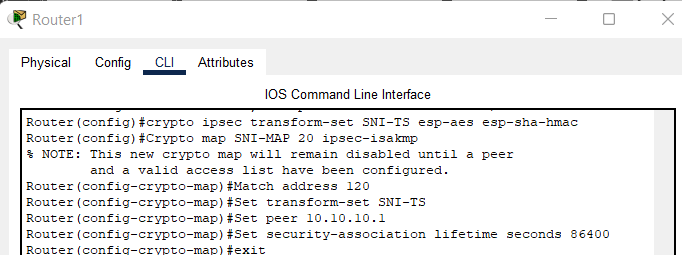 Router1
Physical Config CLI Attributes
IOS Command Line Interface
Router(config)#crypto ipsec transform-set SNI-TS esp-aes esp-sha-hmac
Router(config)#Crypto map SNI-MAP 20 ipsec-isakmp
% NOTE: This new crypto map will remain disabled until a peer
and a valid access list have been configured.
Router(config-crypto-map)#Match address 120
Router(config-crypto-map)#Set transform-set SNI-TS
Router(config-crypto-map)#Set peer 10.10.10.1
Router(config-crypto-map)#Set security-association lifetime seconds 86400
Router(config-crypto-map)#exit